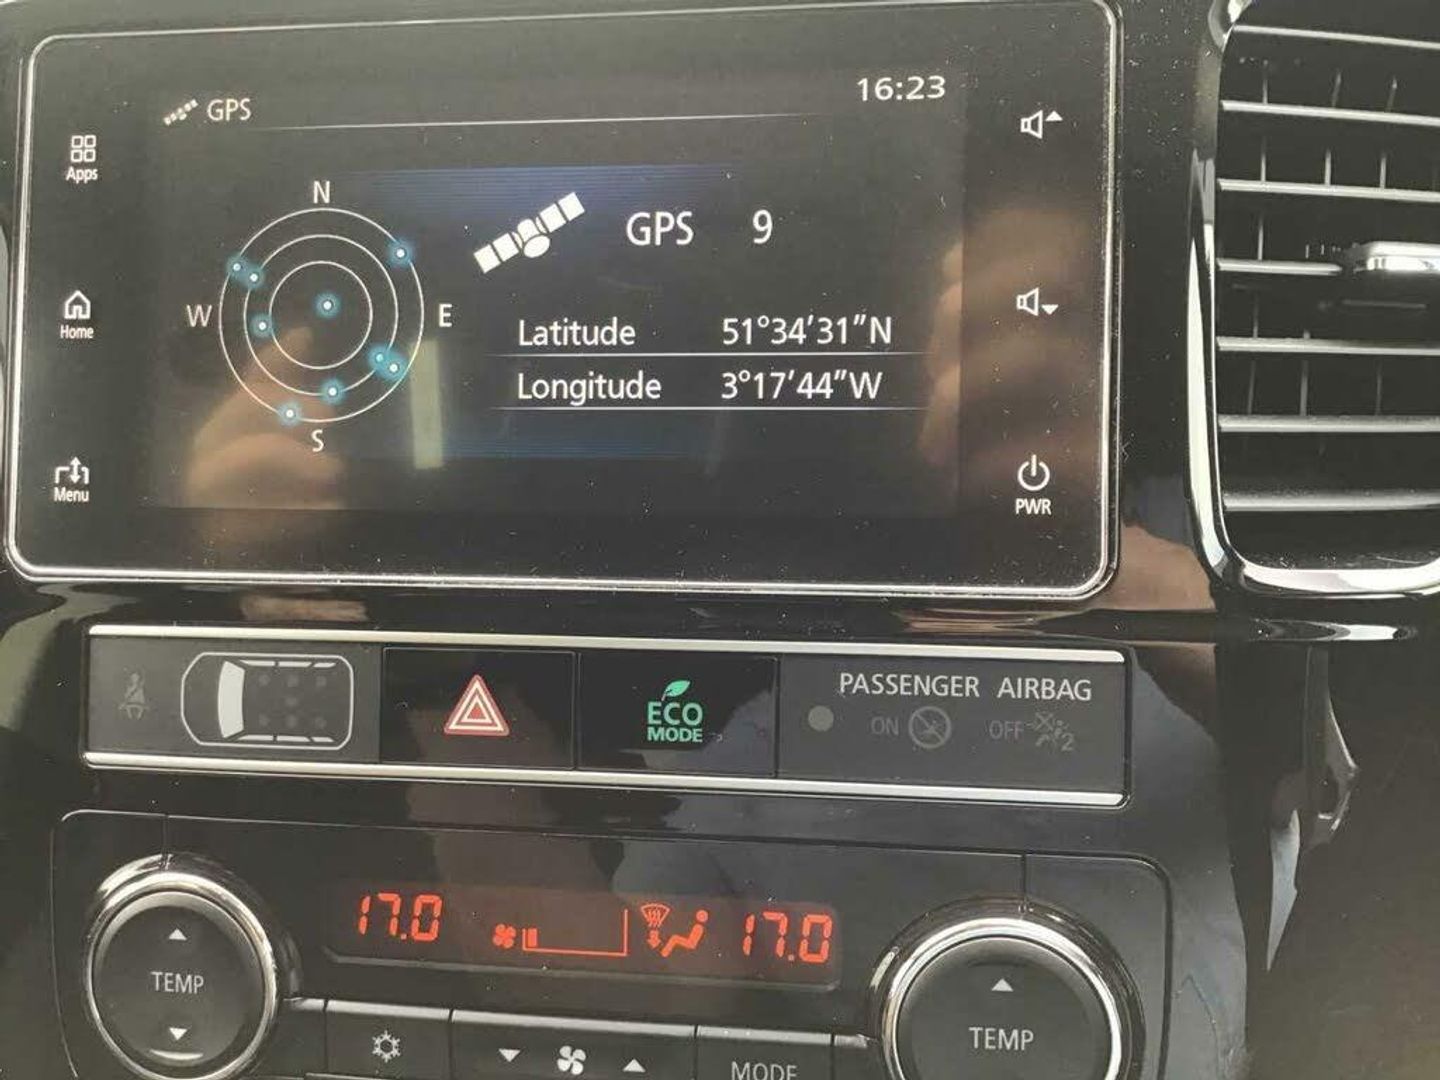 GPS 16:23
Apps
N
GPS 9
W E
Home
Latitude 51°34'31"N
Longitude 3°17'44"W
S
Menu
PWR
ECO
MODE
PASSENGER AIRBAG
ON OFF 2
17.0 17.0
TEMP
TEMP
MODE